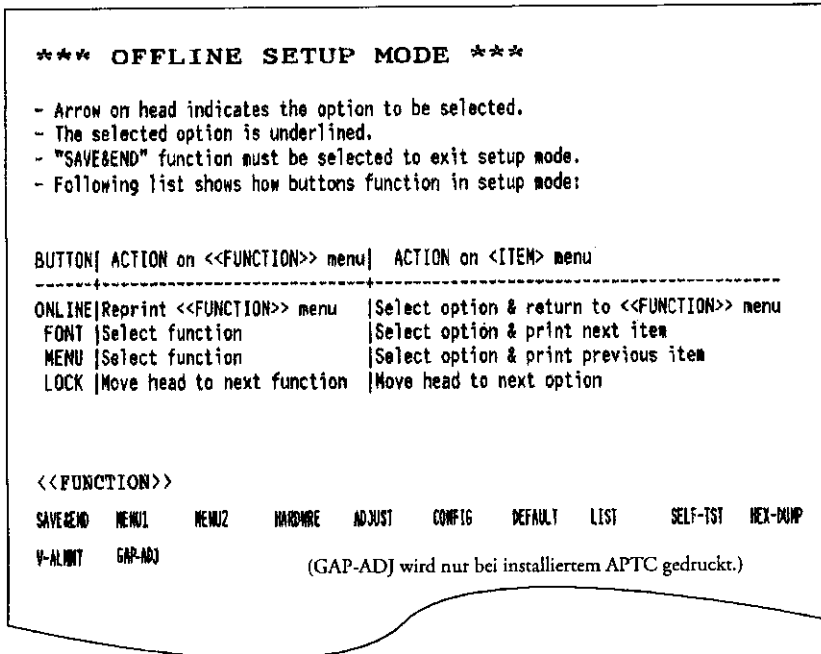 *** OFFLINE SETUP MODE ***
- Arrow on head indicates the option to be selected.
- The selected option is underlined.
- "SAVE&END" function must be selected to exit setup mode.
- Following list shows how buttons function in setup mode:
BUTTON| ACTION on <<FUNCTION>> menu| ACTION on <ITEM> menu
------+-----------------------------+----------------------------------------
ONLINE|Reprint <<FUNCTION>> menu |Select option & return to <<FUNCTION>> menu
FONT |Select function |Select option & print next item
MENU |Select function |Select option & print previous item
LOCK |Move head to next function |Move head to next option
<<FUNCTION>>
SAVE&END MENU1 MENU2 HARDWRE ADJUST CONFIG DEFAULT LIST SELF-TST HEX-DUMP
V-ALMNT GAP-ADJ (GAP-ADJ wird nur bei installiertem APTC gedruckt.)